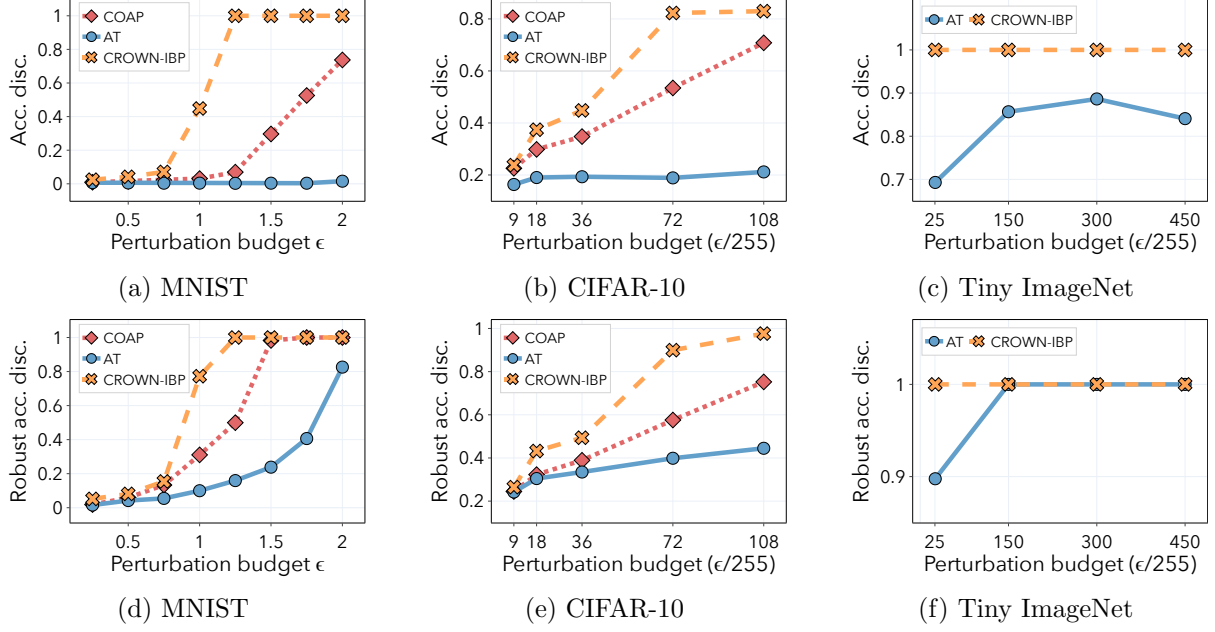 Acc. disc.
1
0.8
0.6
0.4
0.2
0
COAP
AT
CROWN-IBP
0.5 1 1.5 2
Perturbation budget ϵ
(a) MNIST
Acc. disc.
0.8
0.6
0.4
0.2
COAP
AT
CROWN-IBP
9 18 36 72 108
Perturbation budget (ϵ/255)
(b) CIFAR-10
Acc. disc.
1
0.9
0.8
0.7
AT CROWN-IBP
25 150 300 450
Perturbation budget (ϵ/255)
(c) Tiny ImageNet
Robust acc. disc.
1
0.8
0.6
0.4
0.2
0
COAP
AT
CROWN-IBP
0.5 1 1.5 2
Perturbation budget ϵ
(d) MNIST
Robust acc. disc.
1
0.8
0.6
0.4
0.2
COAP
AT
CROWN-IBP
9 18 36 72 108
Perturbation budget (ϵ/255)
(e) CIFAR-10
Robust acc. disc.
1
0.9
AT CROWN-IBP
25 150 300 450
Perturbation budget (ϵ/255)
(f) Tiny ImageNet